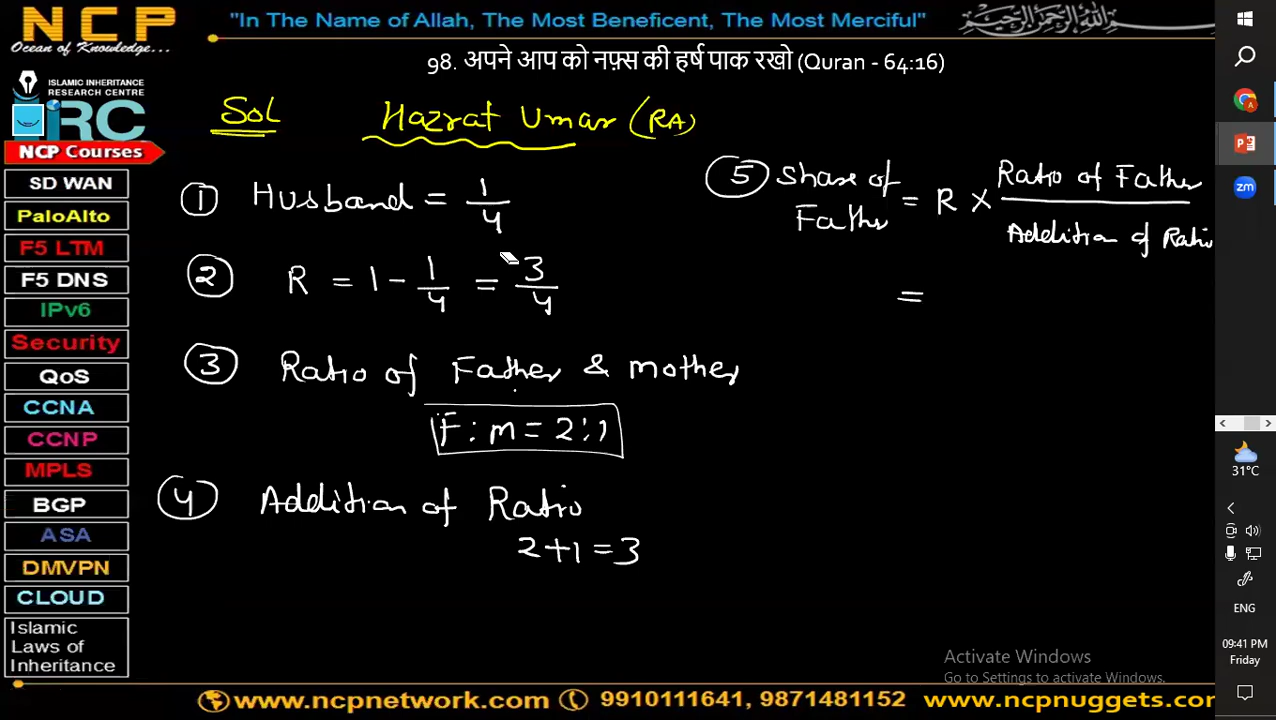 NCP
Ocean of Knowledge...
"In The Name of Allah, The Most Beneficent, The Most Merciful"
98. अपने आप को नफ़्स की हर्ष पाक रखो (Quran - 64:16)
ISLAMIC INHERITANCE
RESEARCH CENTRE
IRC
NCP Courses
SD WAN
PaloAlto
F5 LTM
F5 DNS
IPv6
Security
QoS
CCNA
CCNP
MPLS
BGP
ASA
DMVPN
CLOUD
Islamic
Laws of
Inheritance
Sol Hazrat Umar (RA)
① Husband = 1/4
② R = 1 - 1/4 = 3/4
③ Ratio of Father & mother
F : m = 2 : 1
④ Addition of Ratio
2+1 = 3
⑤ Share of Father = R × Ratio of Father / Addition of Ratio
=
Activate Windows
Go to Settings to activate Windows.
www.ncpnetwork.com 9910111641, 9871481152 www.ncpnuggets.cor
zm
31°C
ENG
09:41 PM
Friday